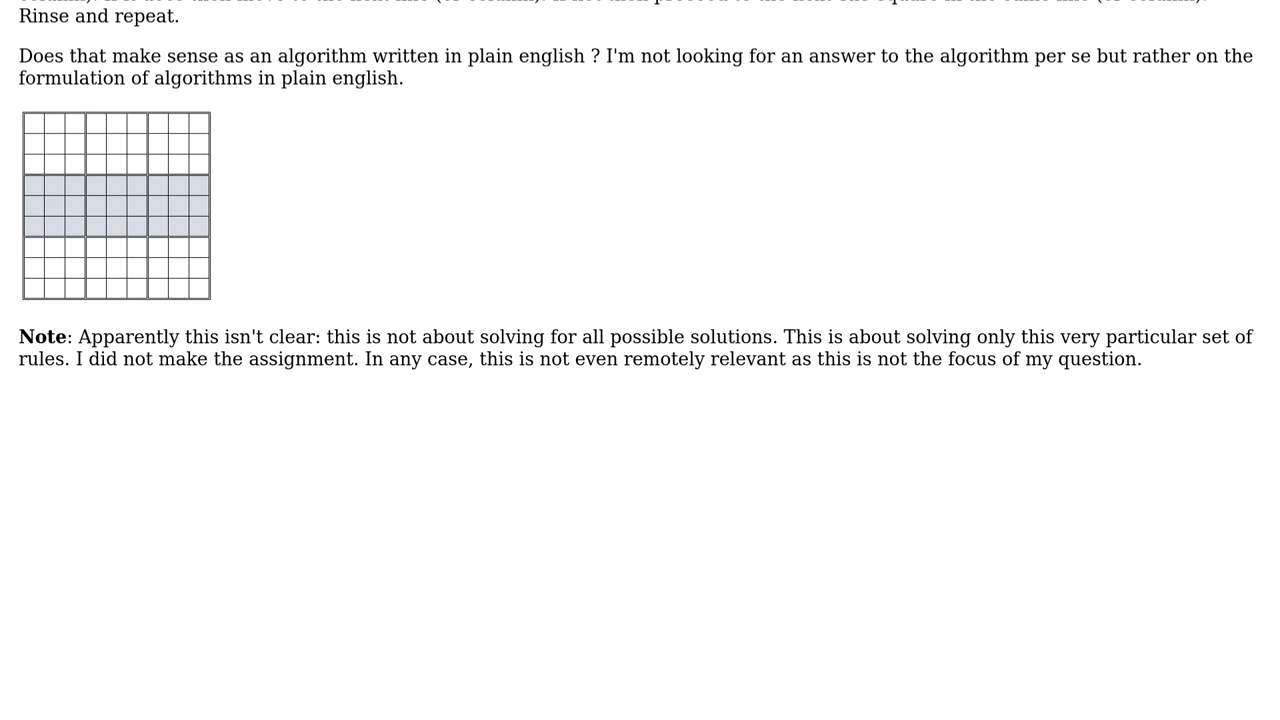 Rinse and repeat.
Does that make sense as an algorithm written in plain english ? I'm not looking for an answer to the algorithm per se but rather on the
formulation of algorithms in plain english.
Note: Apparently this isn't clear: this is not about solving for all possible solutions. This is about solving only this very particular set of
rules. I did not make the assignment. In any case, this is not even remotely relevant as this is not the focus of my question.